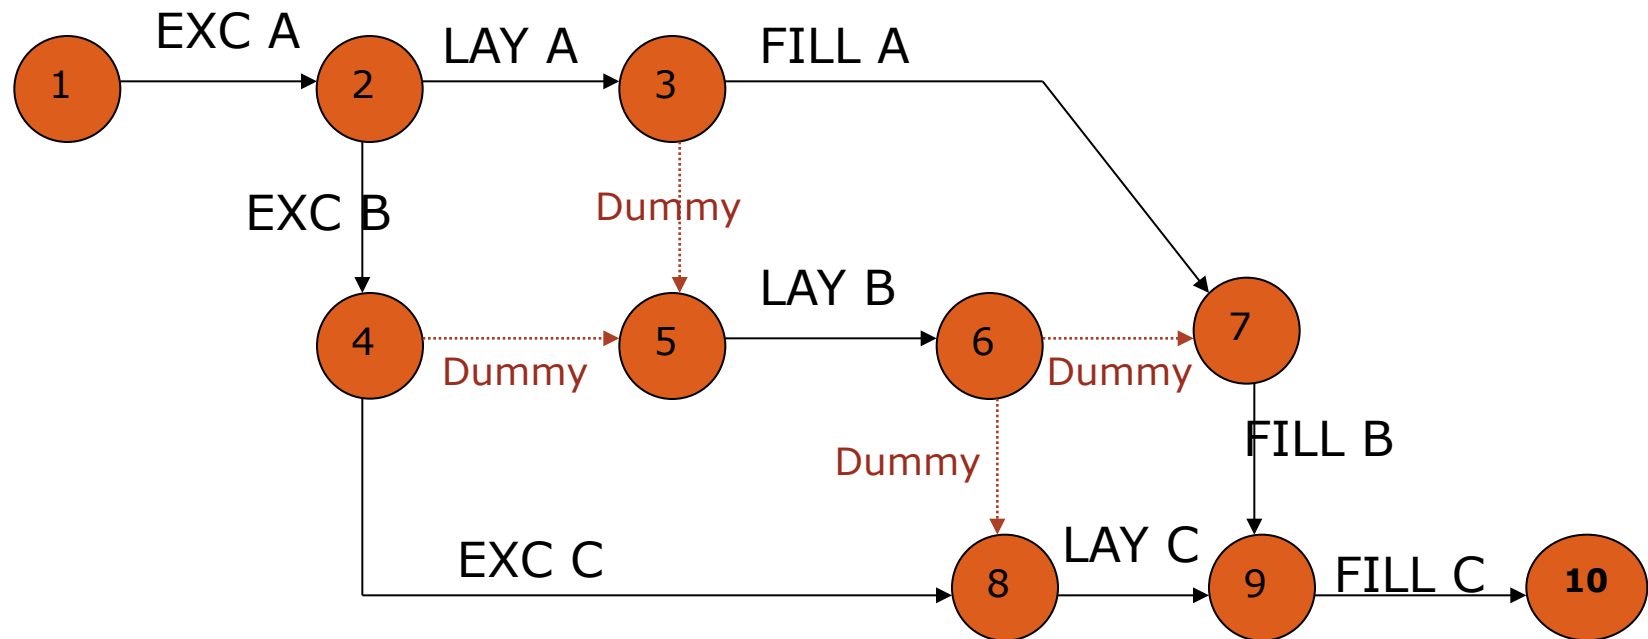 EXC A
LAY A
FILL A
1
2
3
EXC B
Dummy
LAY B
4
Dummy
5
6
Dummy
7
Dummy
FILL B
EXC C
8
LAY C
9
FILL C
10